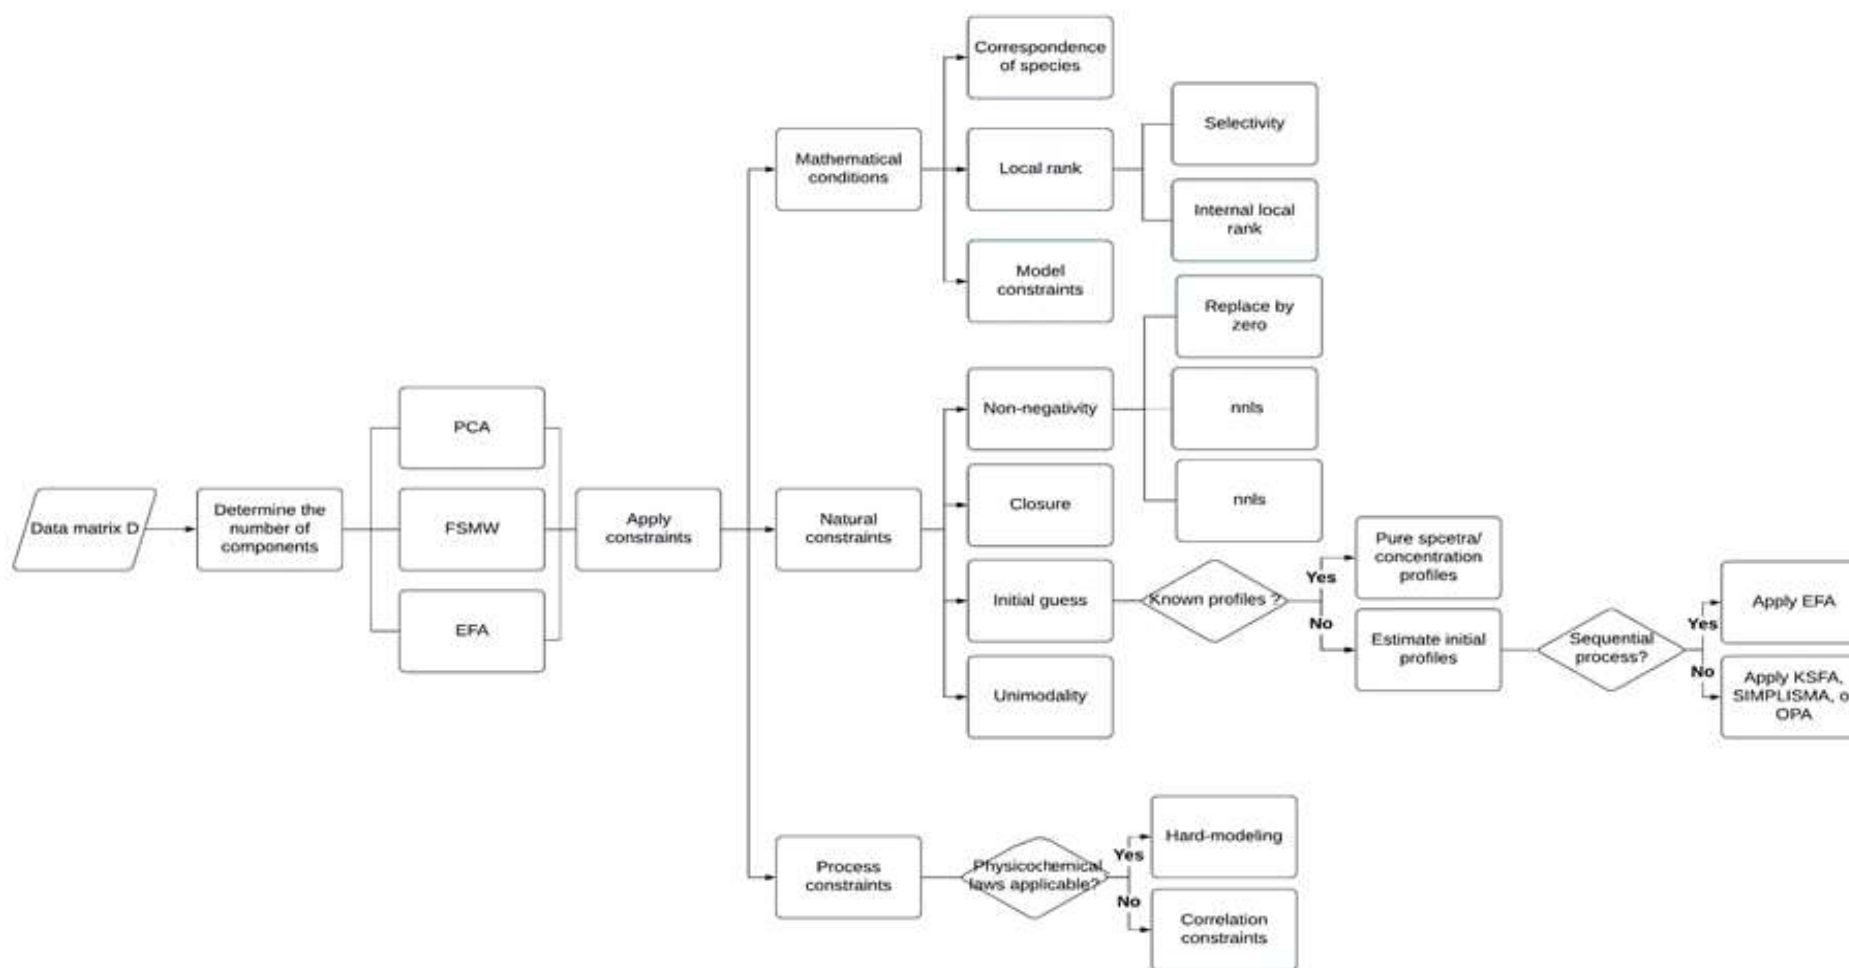 Data matrix D
Determine the
number of
components
PCA
FSMW
EFA
Apply
constraints
Mathematical
conditions
Correspondence
of species
Local rank
Selectivity
Internal local
rank
Model
constraints
Natural
constraints
Non-negativity
Replace by
zero
nnls
nnls
Closure
Initial guess
Known profiles ?
Yes
Pure spcetra/
concentration
profiles
No
Estimate initial
profiles
Sequential
process?
Yes
Apply EFA
No
Apply KSFA,
SIMPLISMA, o
OPA
Unimodality
Process
constraints
Physicochemical
laws applicable?
Yes
Hard-modeling
No
Correlation
constraints